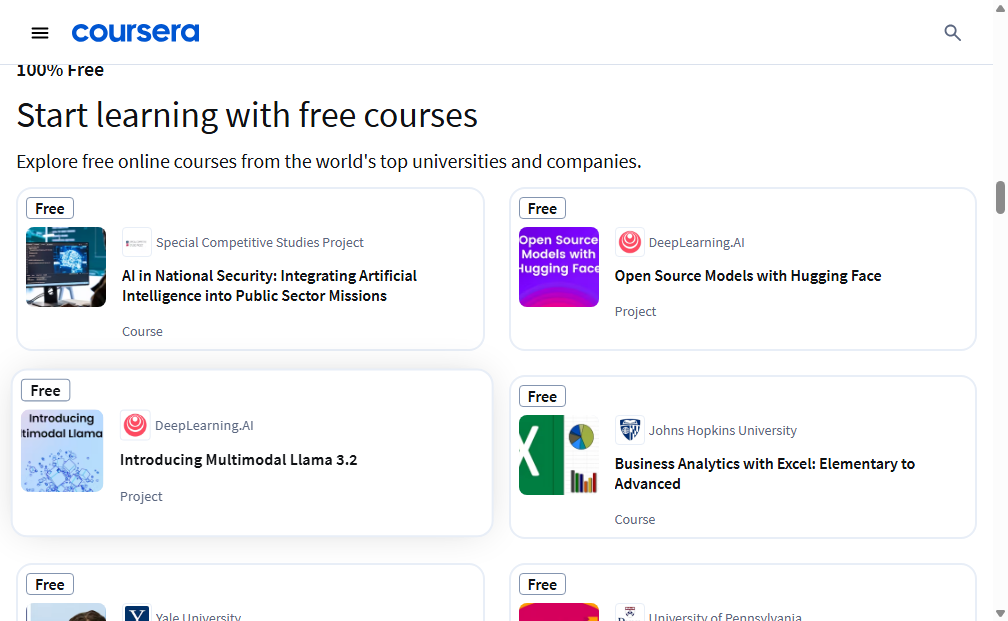 coursera
100% Free
Start learning with free courses
Explore free online courses from the world's top universities and companies.
Free
Special Competitive Studies Project
AI in National Security: Integrating Artificial
Intelligence into Public Sector Missions
Course
Free
Open Source
Models with
Hugging Face
DeepLearning.AI
Open Source Models with Hugging Face
Project
Free
Introducing
timodal Llama
DeepLearning.AI
Introducing Multimodal Llama 3.2
Project
Free
Johns Hopkins University
Business Analytics with Excel: Elementary to
Advanced
Course
Free
Y
Yale University
Free
University of Pennsylvania